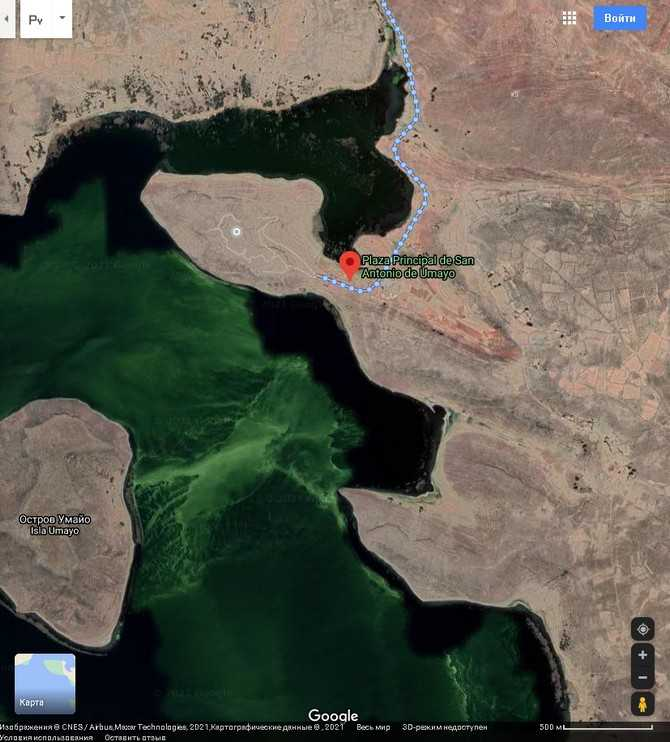 Ру
Войти
Plaza Principal de San
Antonio de Umayo
Остров Умайо
Isla Umayo
Карта
Google
Изображения © CNES / Airbus, Maxar Technologies, 2021, Картографические данные © , 2021 Весь мир 3D-режим недоступен 500 м
Условия использования Оставить отзыв